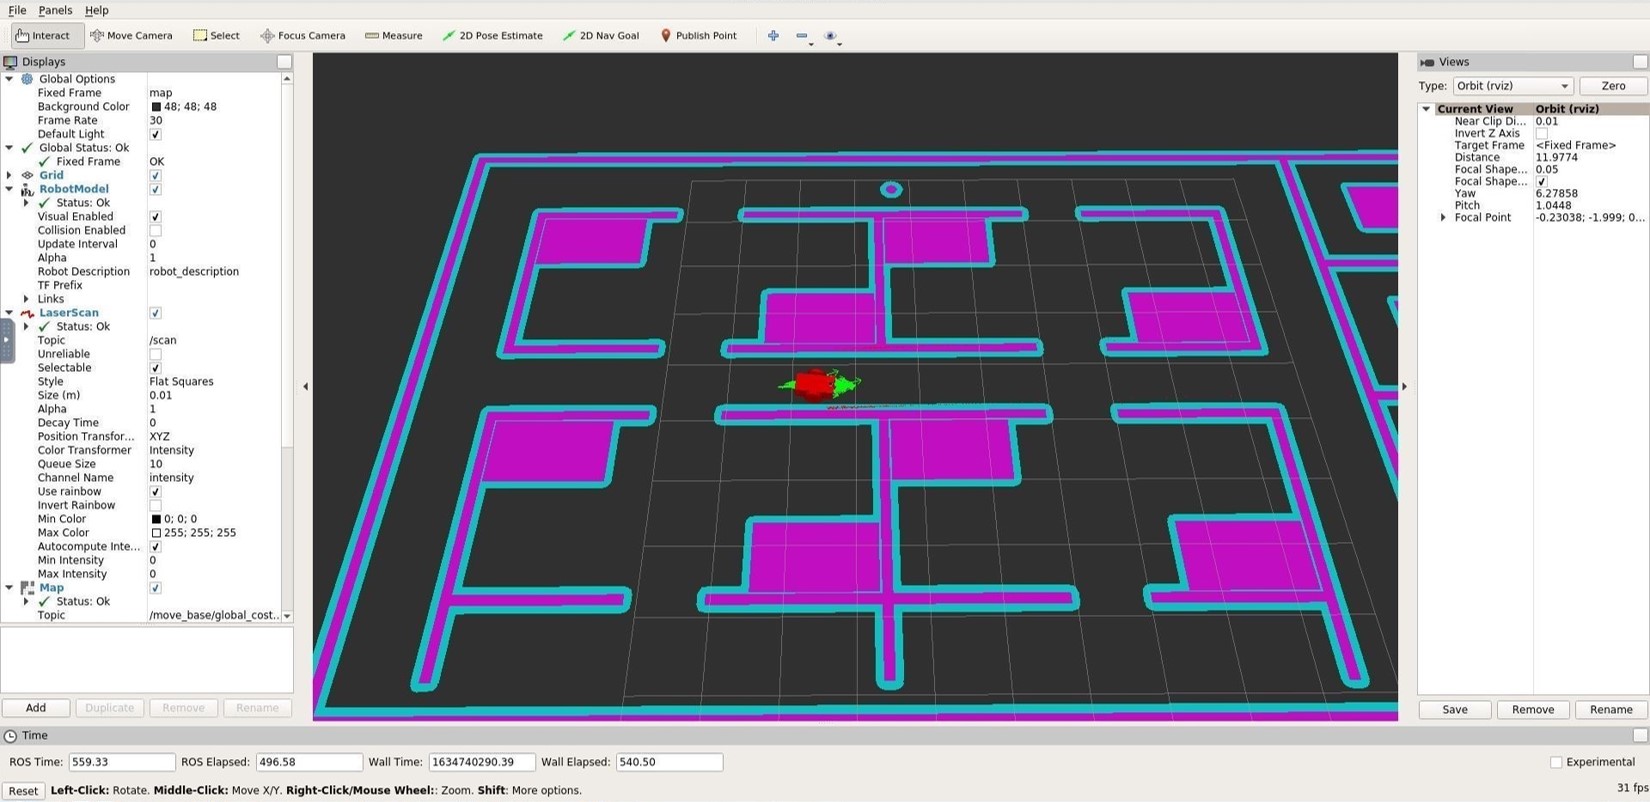 File Panels Help
Interact Move Camera Select Focus Camera Measure 2D Pose Estimate 2D Nav Goal Publish Point
Displays
Global Options
Fixed Frame map
Background Color 48; 48; 48
Frame Rate 30
Default Light
Global Status: Ok
Fixed Frame OK
Grid
RobotModel
Status: Ok
Visual Enabled
Collision Enabled
Update Interval 0
Alpha 1
Robot Description robot_description
TF Prefix
Links
LaserScan
Status: Ok
Topic /scan
Unreliable
Selectable
Style Flat Squares
Size (m) 0.01
Alpha 1
Decay Time 0
Position Transfor... XYZ
Color Transformer Intensity
Queue Size 10
Channel Name intensity
Use rainbow
Invert Rainbow
Min Color 0; 0; 0
Max Color 255; 255; 255
Autocompute Inte...
Min Intensity 0
Max Intensity 0
Map
Status: Ok
Topic /move_base/global_cost...
Add Duplicate Remove Rename
Views
Type: Orbit (rviz) Zero
Current View Orbit (rviz)
Near Clip Di... 0.01
Invert Z Axis
Target Frame <Fixed Frame>
Distance 11.9774
Focal Shape... 0.05
Focal Shape...
Yaw 6.27858
Pitch 1.0448
Focal Point -0.23038; -1.999; 0...
Save Remove Rename
Time
ROS Time: 559.33 ROS Elapsed: 496.58 Wall Time: 1634740290.39 Wall Elapsed: 540.50 Experimental
Reset Left-Click: Rotate. Middle-Click: Move X/Y. Right-Click/Mouse Wheel:: Zoom. Shift: More options. 31 fps